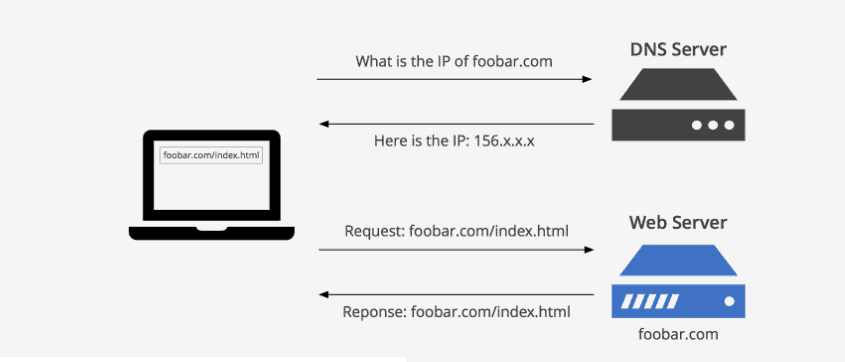 DNS Server
What is the IP of foobar.com
Here is the IP: 156.x.x.x
foobar.com/index.html
Web Server
Request: foobar.com/index.html
Reponse: foobar.com/index.html
foobar.com